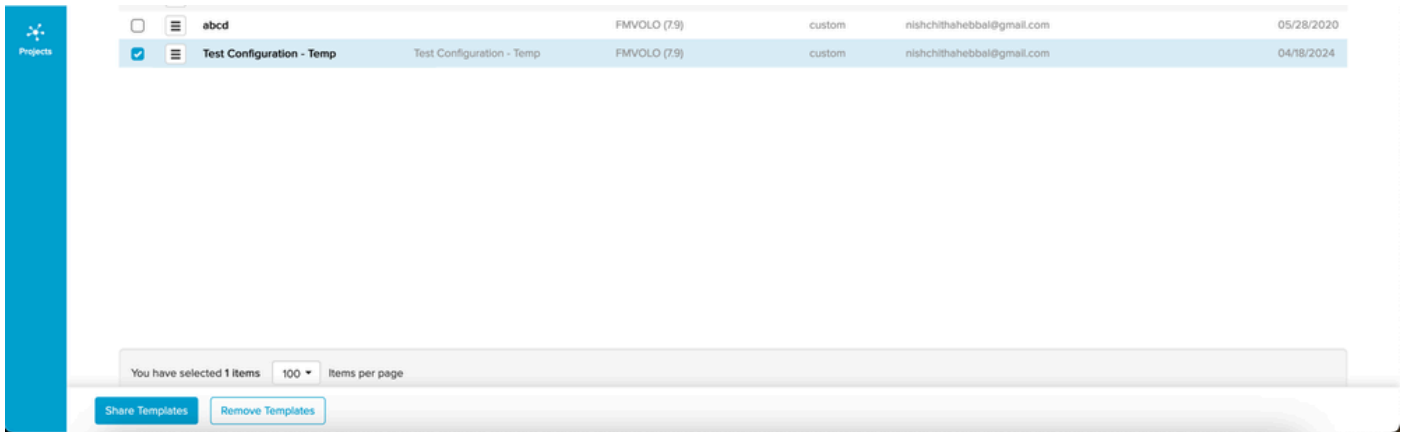 Projects
abcd FMVOLO (7.9) custom nishchithahebbal@gmail.com 05/28/2020
Test Configuration - Temp Test Configuration - Temp FMVOLO (7.9) custom nishchithahebbal@gmail.com 04/18/2024
You have selected 1 items 100 Items per page
Share Templates Remove Templates